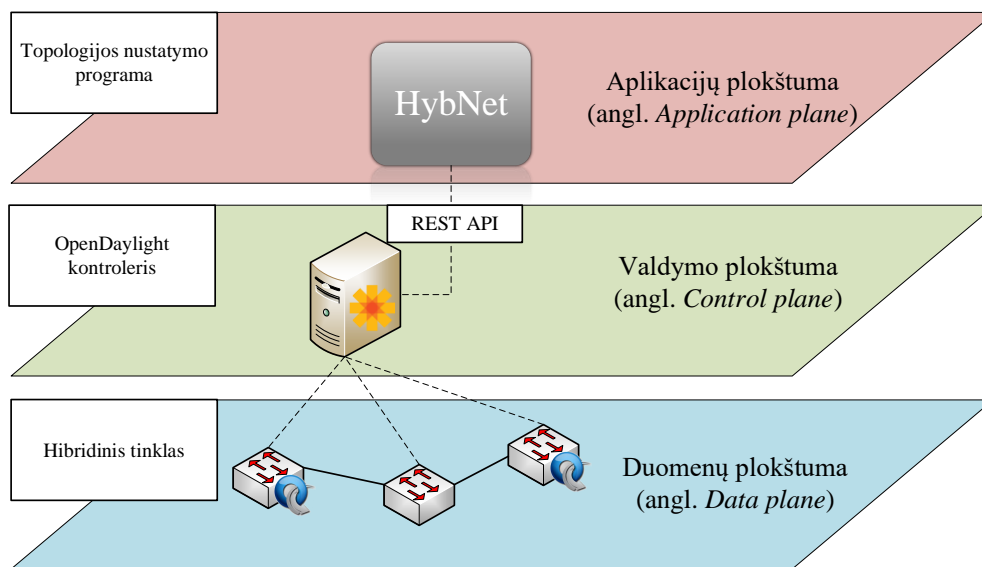 Topologijos nustatymo
programa
HybNet
Aplikacijų plokštuma
(angl. Application plane)
REST API
OpenDaylight
kontroleris
Valdymo plokštuma
(angl. Control plane)
Hibridinis tinklas
Duomenų plokštuma
(angl. Data plane)